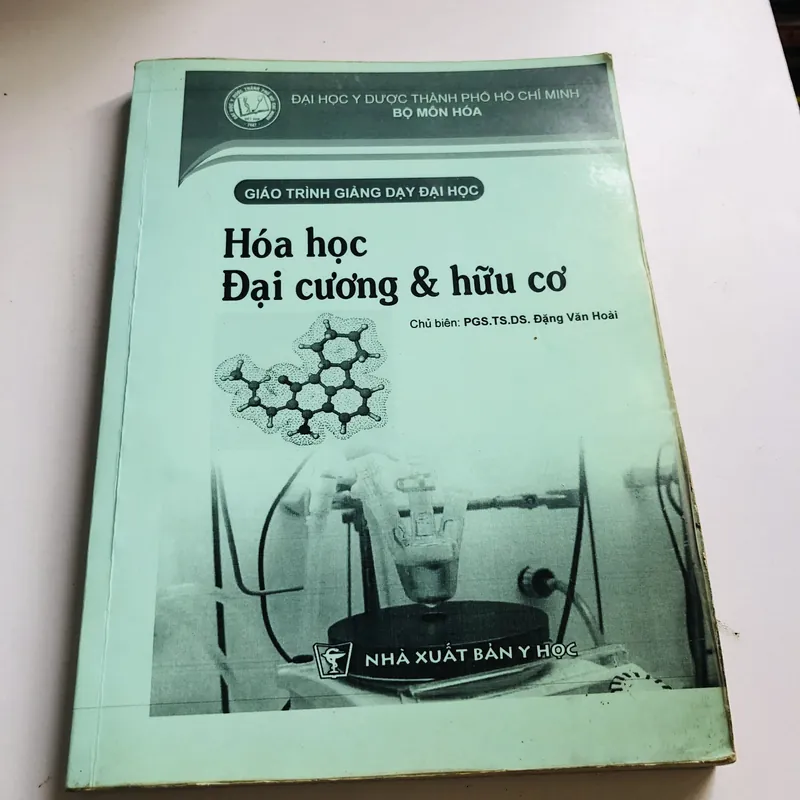 ĐẠI HỌC Y DƯỢC THÀNH PHỐ HỒ CHÍ MINH
BỘ MÔN HÓA
GIÁO TRÌNH GIẢNG DẠY ĐẠI HỌC
Hóa học
Đại cương & hữu cơ
Chủ biên: PGS.TS.DS. Đặng Văn Hoài
NHÀ XUẤT BẢN Y HỌC